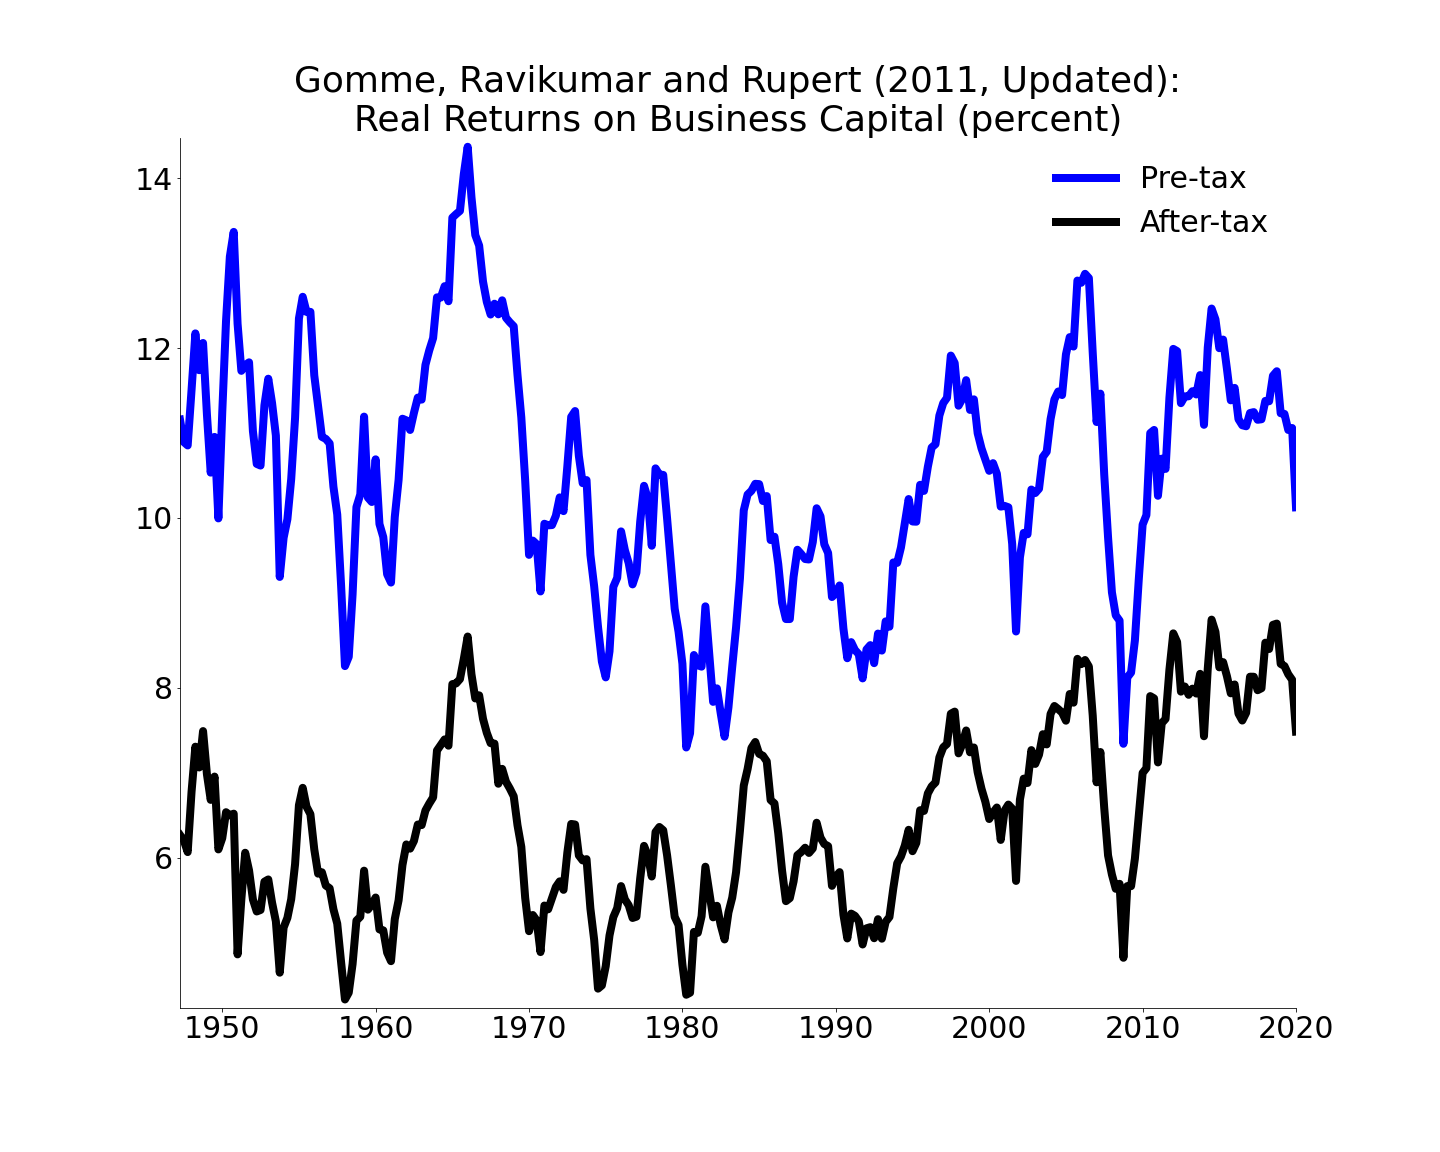 Gomme, Ravikumar and Rupert (2011, Updated):
Real Returns on Business Capital (percent)
Pre-tax
After-tax
14
12
10
8
6
1950 1960 1970 1980 1990 2000 2010 2020